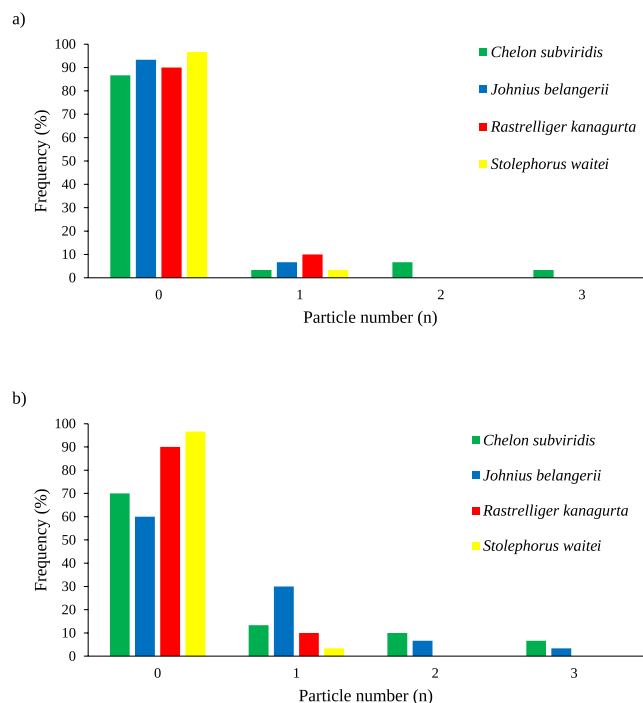 a)
100
90
80
70
60
50
40
30
20
10
0
Frequency (%)
Chelon subviridis
Johnius belangerii
Rastrelliger kanagurta
Stolephorus waitei
0 1 2 3
Particle number (n)
b)
100
90
80
70
60
50
40
30
20
10
0
Frequency (%)
Chelon subviridis
Johnius belangerii
Rastrelliger kanagurta
Stolephorus waitei
0 1 2 3
Particle number (n)